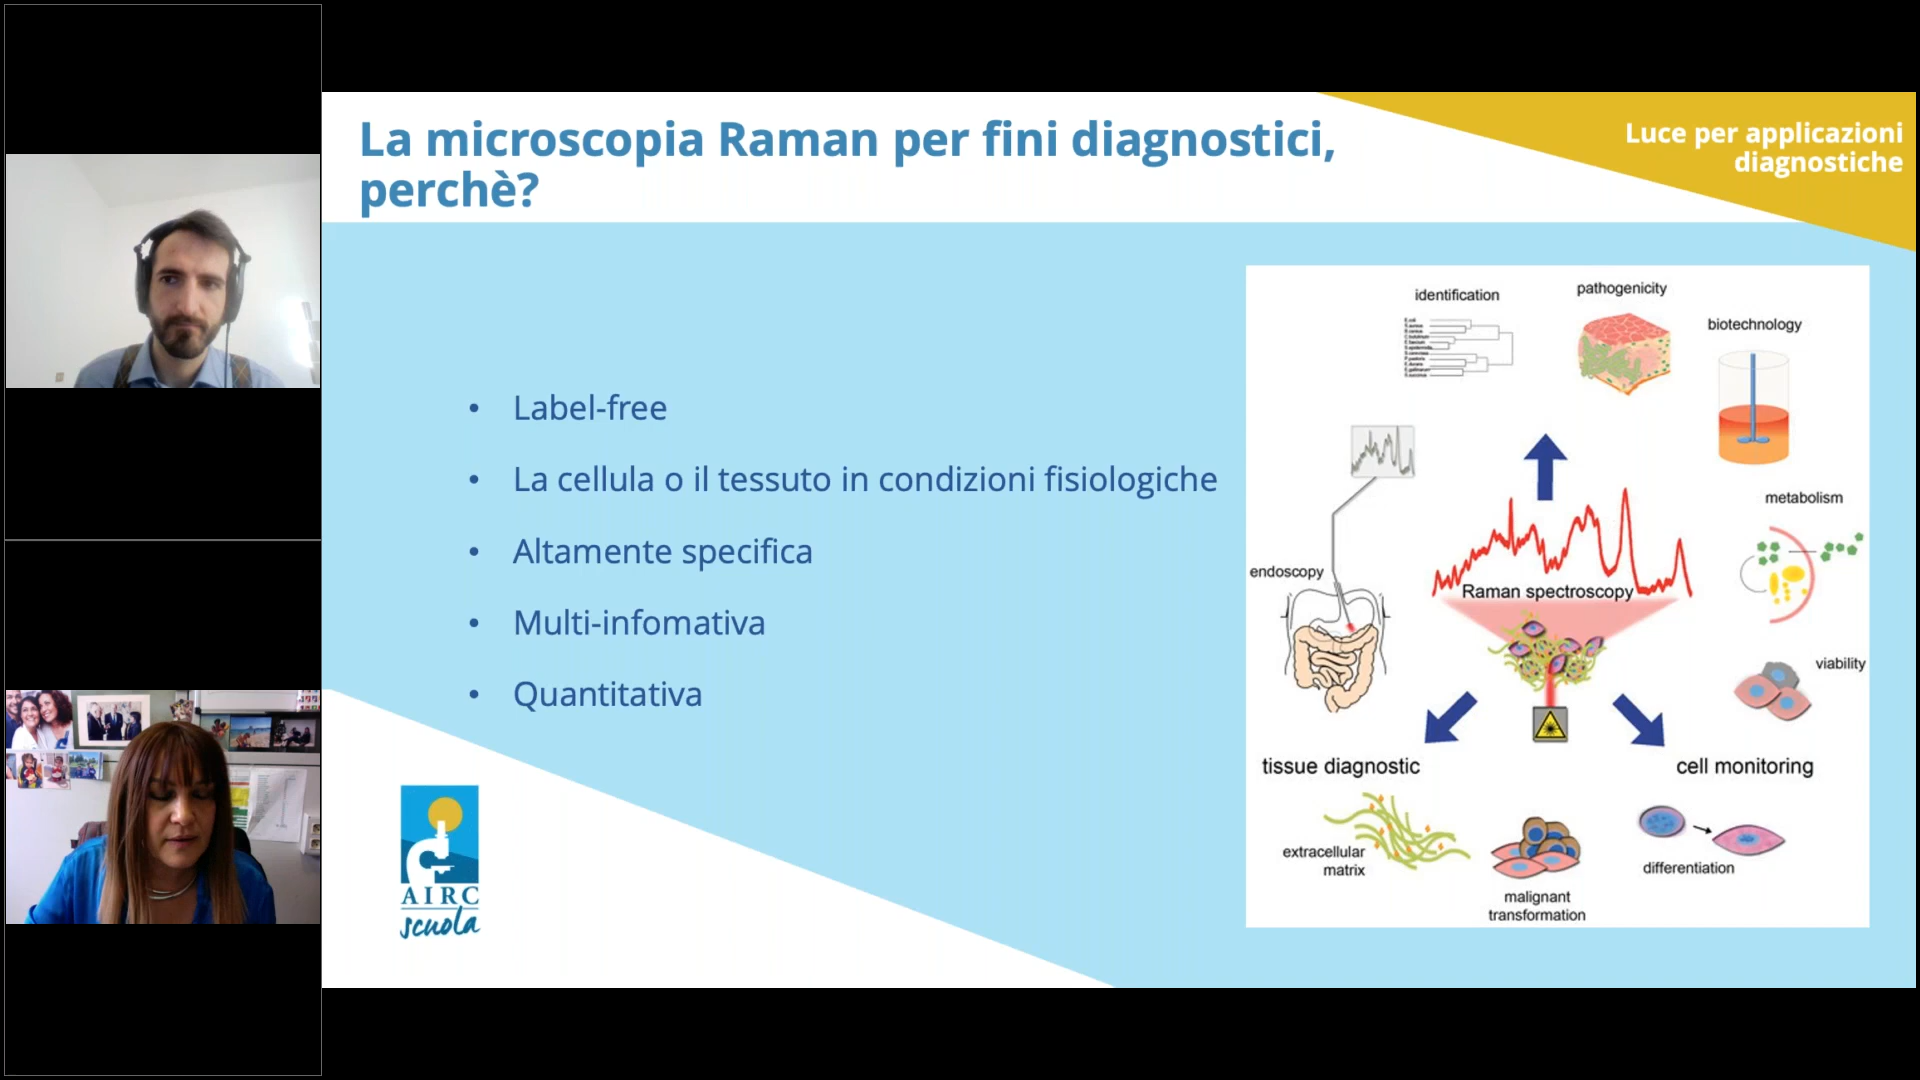 La microscopia Raman per fini diagnostici,
perchè?
Luce per applicazioni
diagnostiche
• Label-free
• La cellula o il tessuto in condizioni fisiologiche
• Altamente specifica
• Multi-infomativa
• Quantitativa
AIRC
scuola
identification
pathogenicity
biotechnology
metabolism
endoscopy
Raman spectroscopy
viability
tissue diagnostic
cell monitoring
extracellular
matrix
malignant
transformation
differentiation